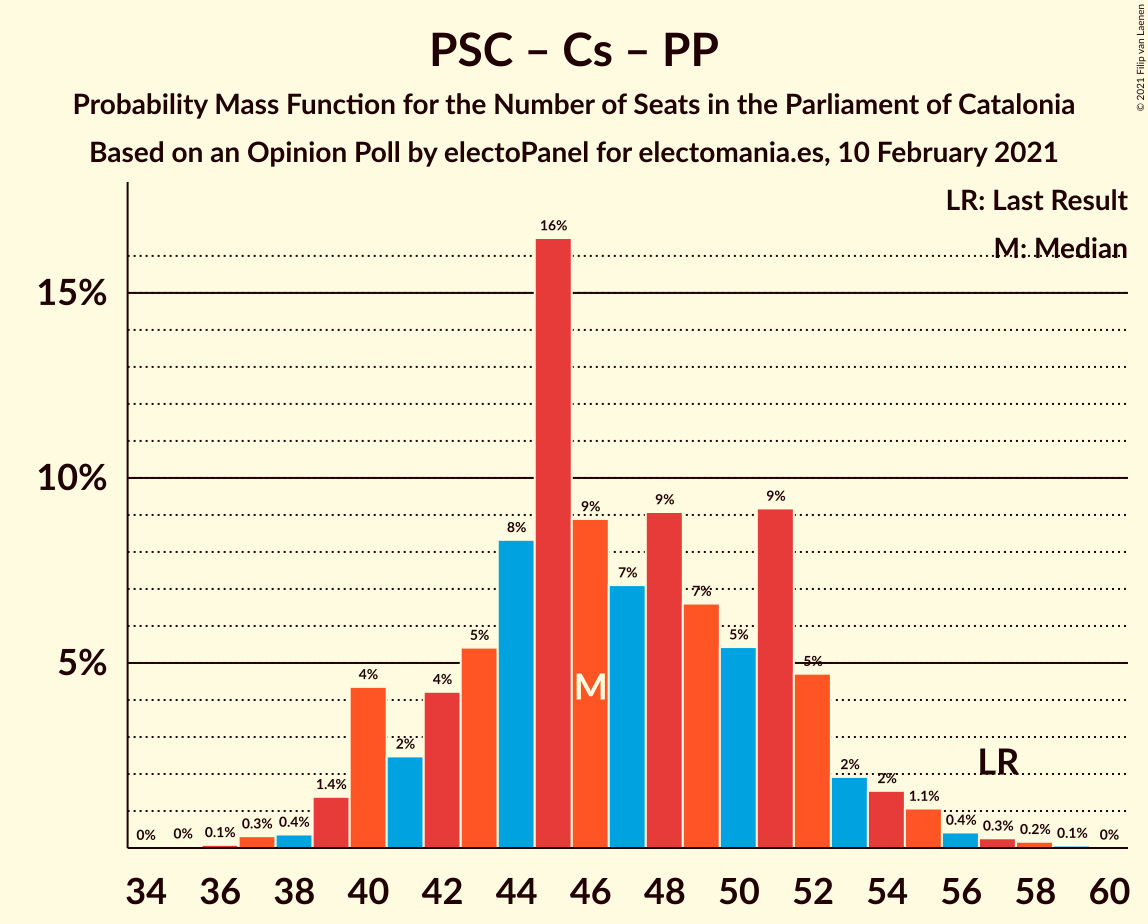 PSC – Cs – PP
Probability Mass Function for the Number of Seats in the Parliament of Catalonia
Based on an Opinion Poll by electoPanel for electomania.es, 10 February 2021
© 2021 Filip van Laenen
LR: Last Result
M: Median
15%
10%
5%
0% 0% 0.1% 0.3% 0.4% 1.4% 4% 2% 4% 5% 8% 16% 9% 7% 9% 7% 5% 9% 5% 2% 2% 1.1% 0.4% 0.3% 0.2% 0.1% 0%
M
LR
34 36 38 40 42 44 46 48 50 52 54 56 58 60